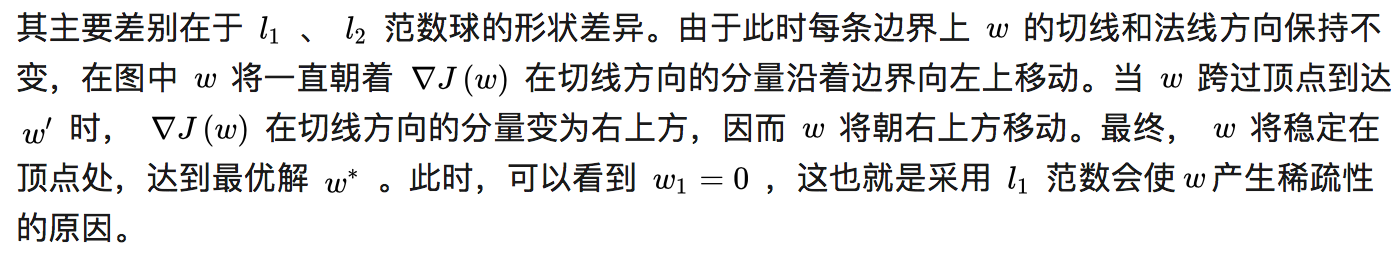 其主要差别在于 l₁ 、 l₂ 范数球的形状差异。由于此时每条边界上 w 的切线和法线方向保持不
变，在图中 w 将一直朝着 ∇J(w) 在切线方向的分量沿着边界向左上移动。当 w 跨过顶点到达
w′ 时， ∇J(w) 在切线方向的分量变为右上方，因而 w 将朝右上方移动。最终， w 将稳定在
顶点处，达到最优解 w* 。此时，可以看到 w₁ = 0 ，这也就是采用 l₁ 范数会使 w 产生稀疏性
的原因。